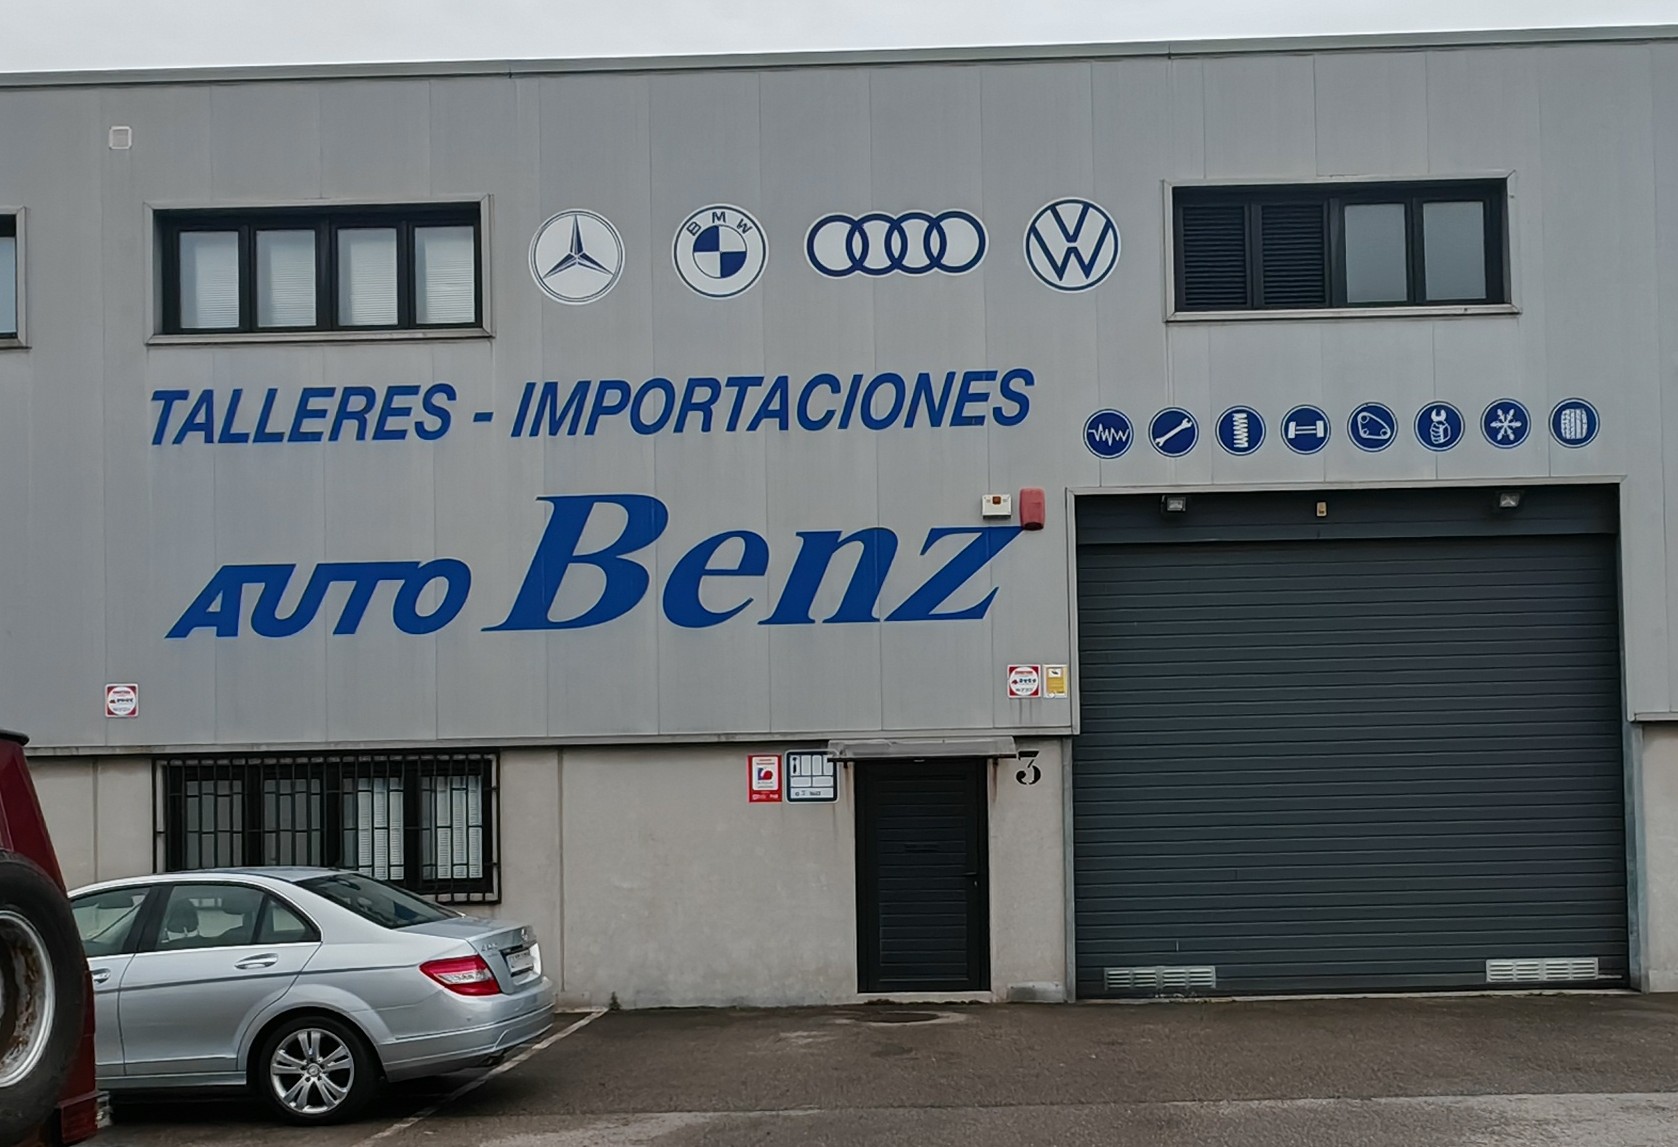 BMW
TALLERES - IMPORTACIONES
AUTO Benz
3